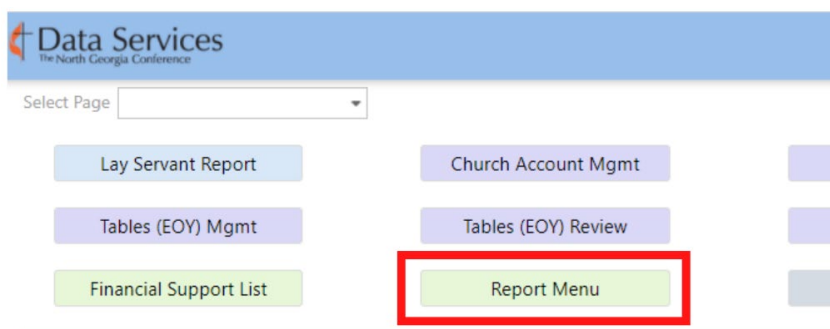 Data Services
The North Georgia Conference
Select Page
Lay Servant Report
Church Account Mgmt
Tables (EOY) Mgmt
Tables (EOY) Review
Financial Support List
Report Menu